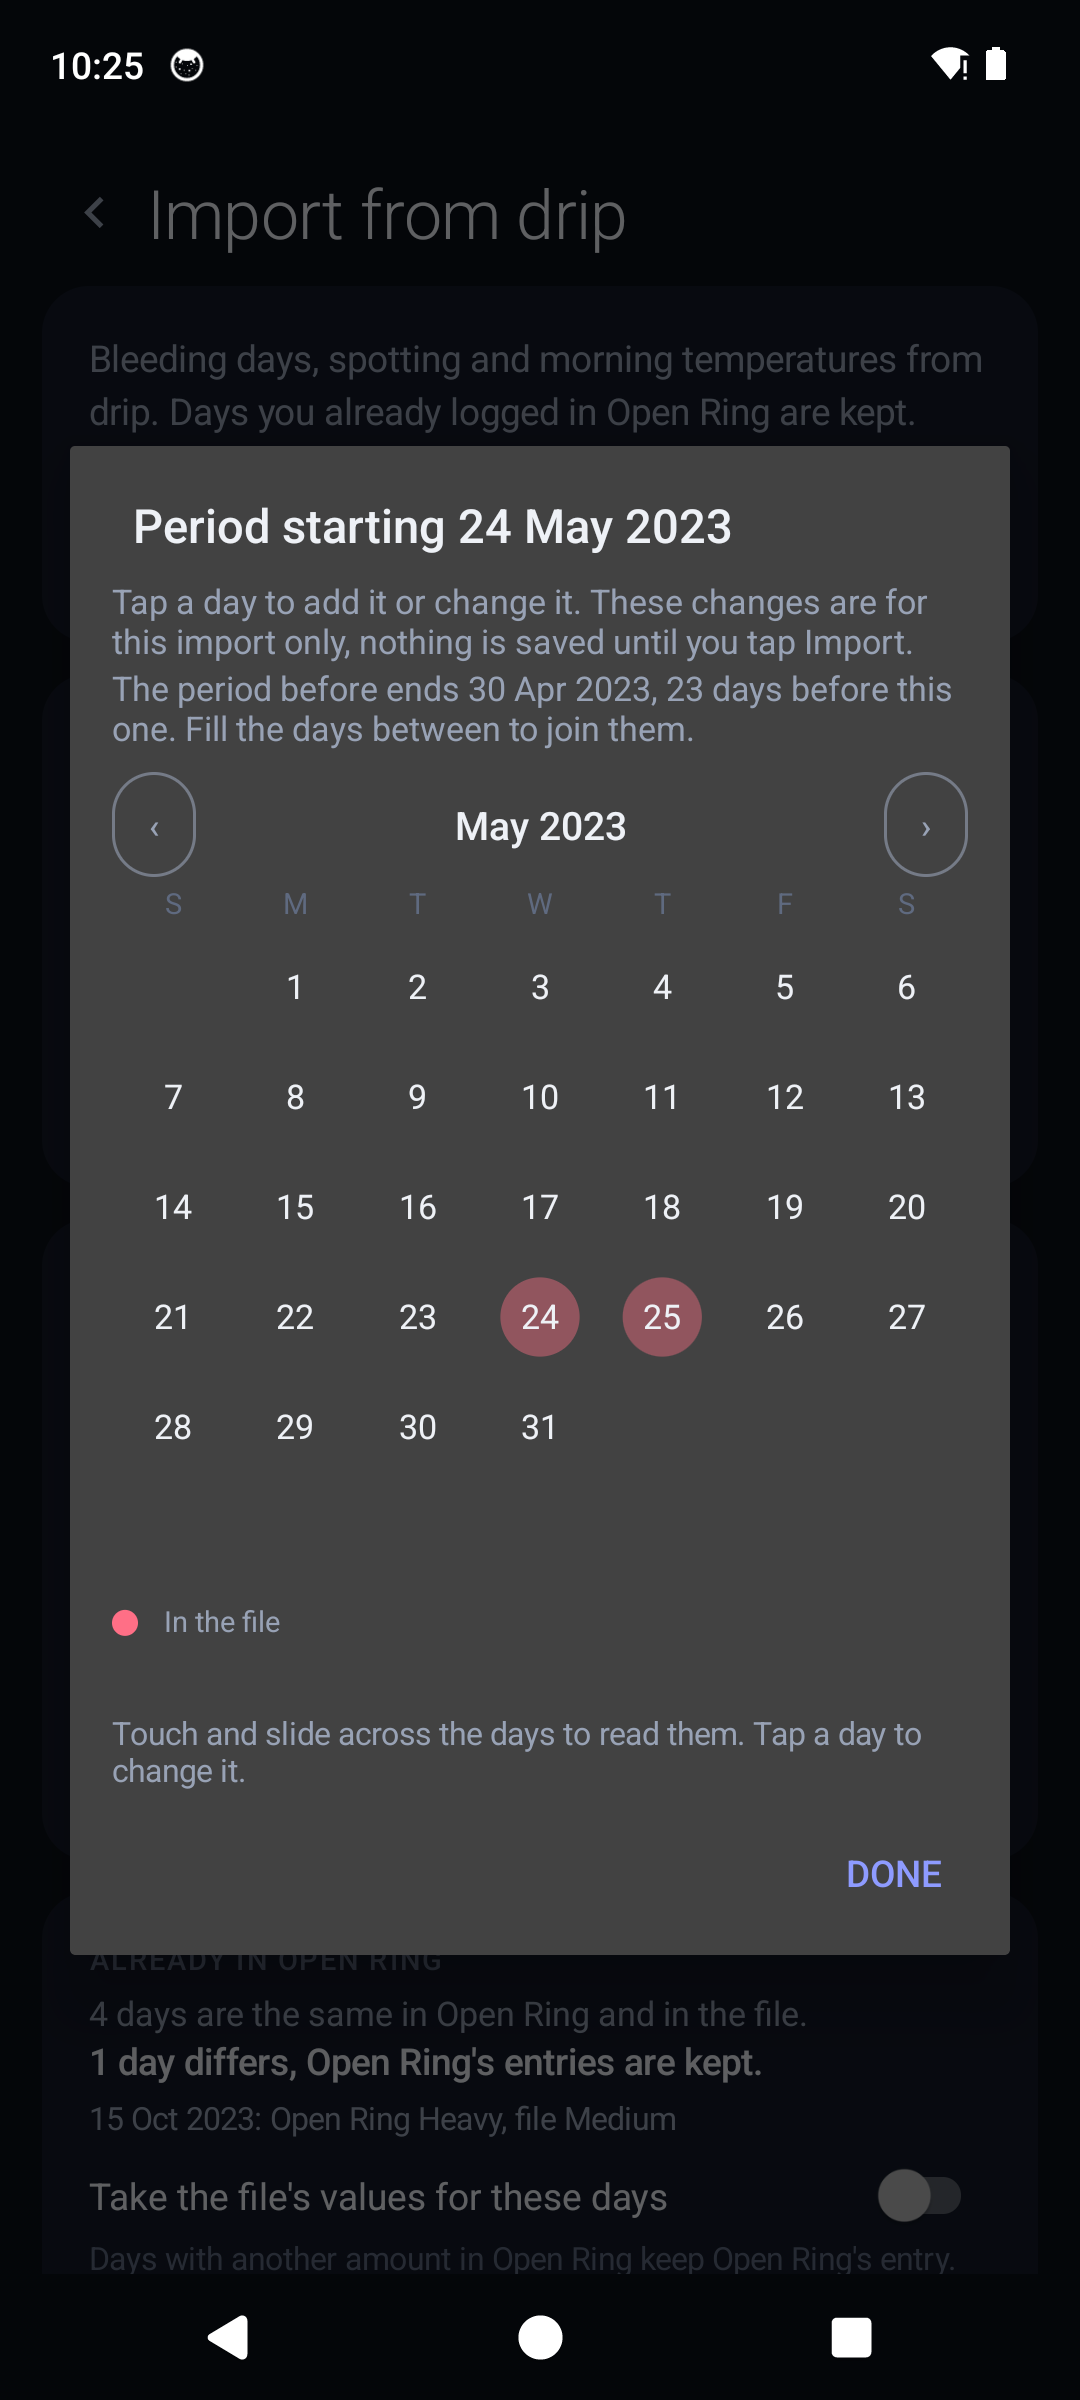 10:25
Import from drip
Bleeding days, spotting and morning temperatures from
drip. Days you already logged in Open Ring are kept.
Period starting 24 May 2023
Tap a day to add it or change it. These changes are for
this import only, nothing is saved until you tap Import.
The period before ends 30 Apr 2023, 23 days before this
one. Fill the days between to join them.
‹ May 2023 ›
S M T W T F S
1 2 3 4 5 6
7 8 9 10 11 12 13
14 15 16 17 18 19 20
21 22 23 24 25 26 27
28 29 30 31
In the file
Touch and slide across the days to read them. Tap a day to
change it.
DONE
ALREADY IN OPEN RING
4 days are the same in Open Ring and in the file.
1 day differs, Open Ring's entries are kept.
15 Oct 2023: Open Ring Heavy, file Medium
Take the file's values for these days
Days with another amount in Open Ring keep Open Ring's entry.